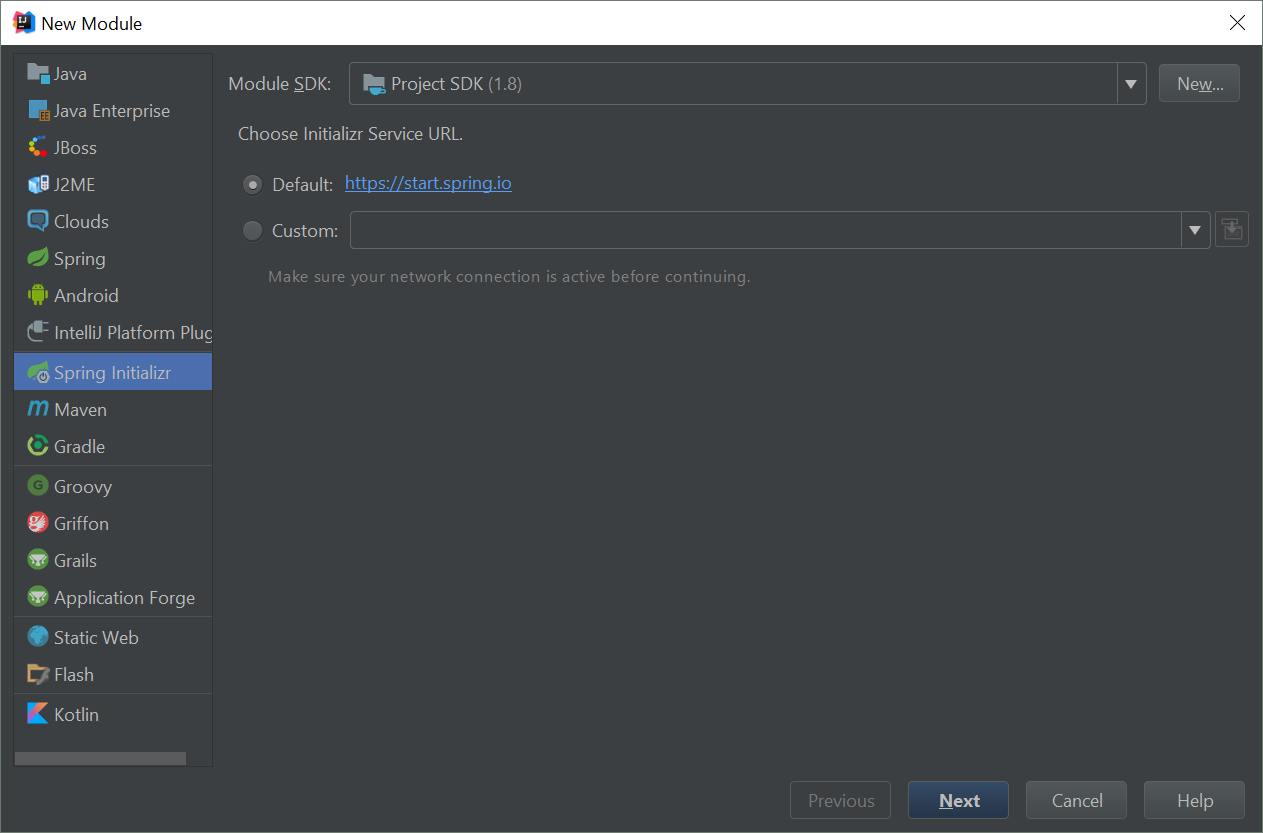 New Module
Java
Java Enterprise
JBoss
J2ME
Clouds
Spring
Android
IntelliJ Platform Plug
Spring Initializr
Maven
Gradle
Groovy
Griffon
Grails
Application Forge
Static Web
Flash
Kotlin
Module SDK: Project SDK (1.8) New...
Choose Initializr Service URL.
Default: https://start.spring.io
Custom:
Make sure your network connection is active before continuing.
Previous Next Cancel Help